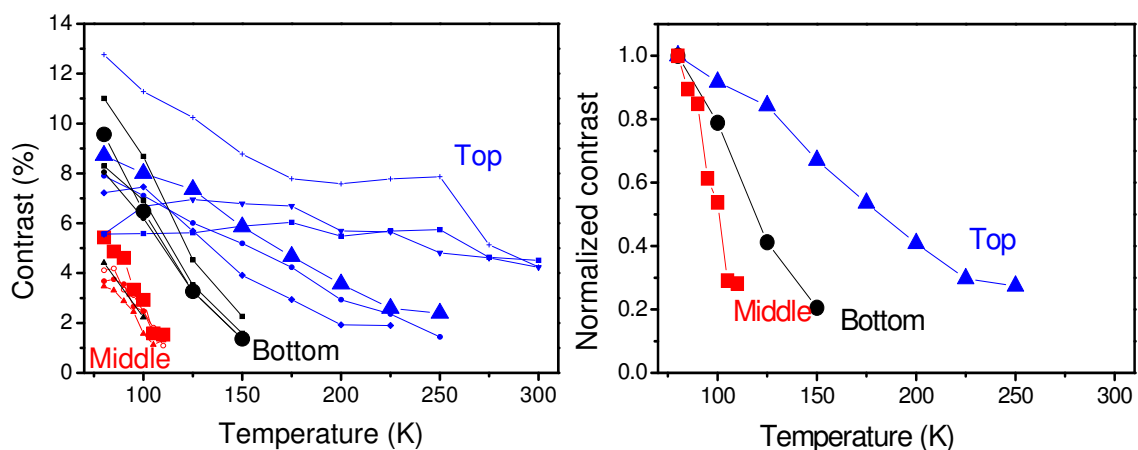 14
12
10
8
6
4
2
0
Contrast (%)
Top
Middle
Bottom
100 150 200 250 300
Temperature (K)
1.0
0.8
0.6
0.4
0.2
0.0
Normalized contrast
Top
Middle
Bottom
100 150 200 250 300
Temperature (K)